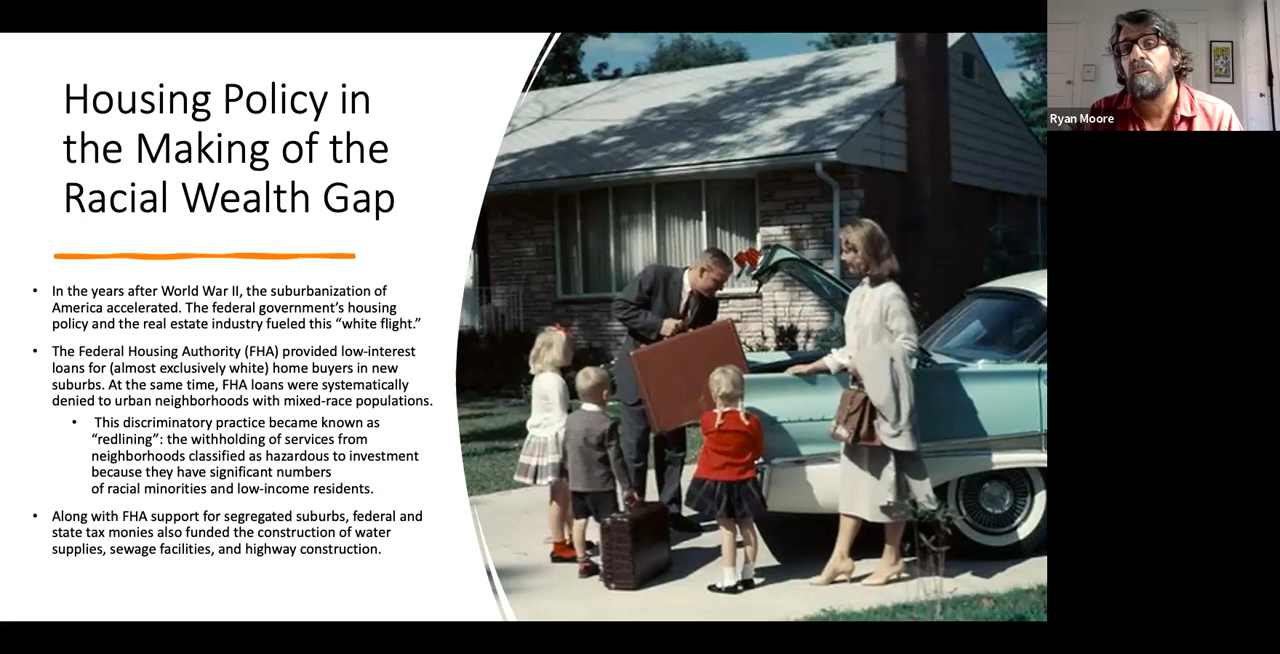 Housing Policy in
the Making of the
Racial Wealth Gap
• In the years after World War II, the suburbanization of
America accelerated. The federal government’s housing
policy and the real estate industry fueled this “white flight.”
• The Federal Housing Authority (FHA) provided low-interest
loans for (almost exclusively white) home buyers in new
suburbs. At the same time, FHA loans were systematically
denied to urban neighborhoods with mixed-race populations.
• This discriminatory practice became known as
“redlining”: the withholding of services from
neighborhoods classified as hazardous to investment
because they have significant numbers
of racial minorities and low-income residents.
• Along with FHA support for segregated suburbs, federal and
state tax monies also funded the construction of water
supplies, sewage facilities, and highway construction.
Ryan Moore